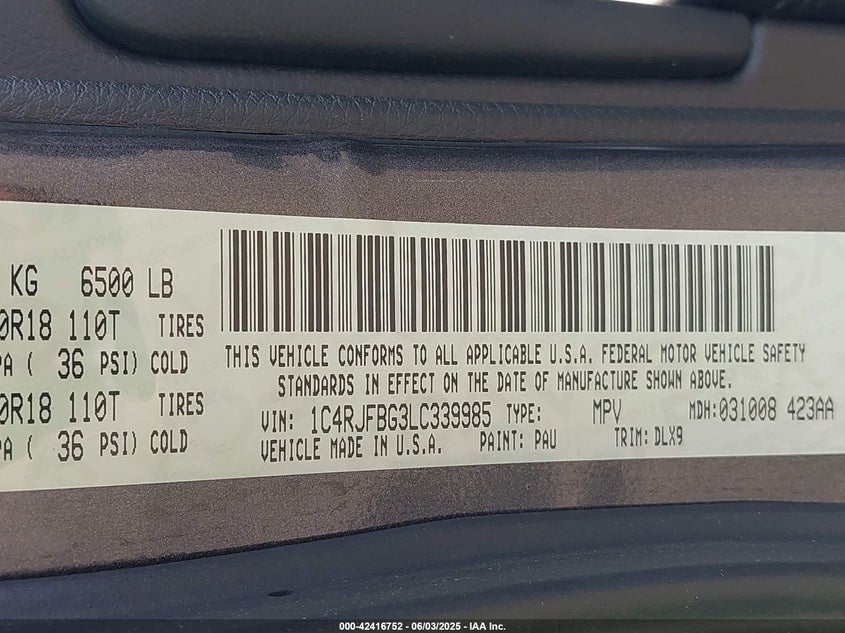 KG 6500 LB
0R18 110T TIRES
PA ( 36 PSI) COLD
0R18 110T
PA ( 36 PSI) COLD
THIS VEHICLE CONFORMS TO ALL APPLICABLE U.S.A. FEDERAL MOTOR VEHICLE SAFETY
STANDARDS IN EFFECT ON THE DATE OF MANUFACTURE SHOWN ABOVE.
VIN: 1C4RJFBG3LC339985 TYPE: MPV MDH:031008 423AA
VEHICLE MADE IN U.S.A. PAINT: PAU TRIM: DLX9
000-42416752 - 06/03/2025 - IAA Inc.